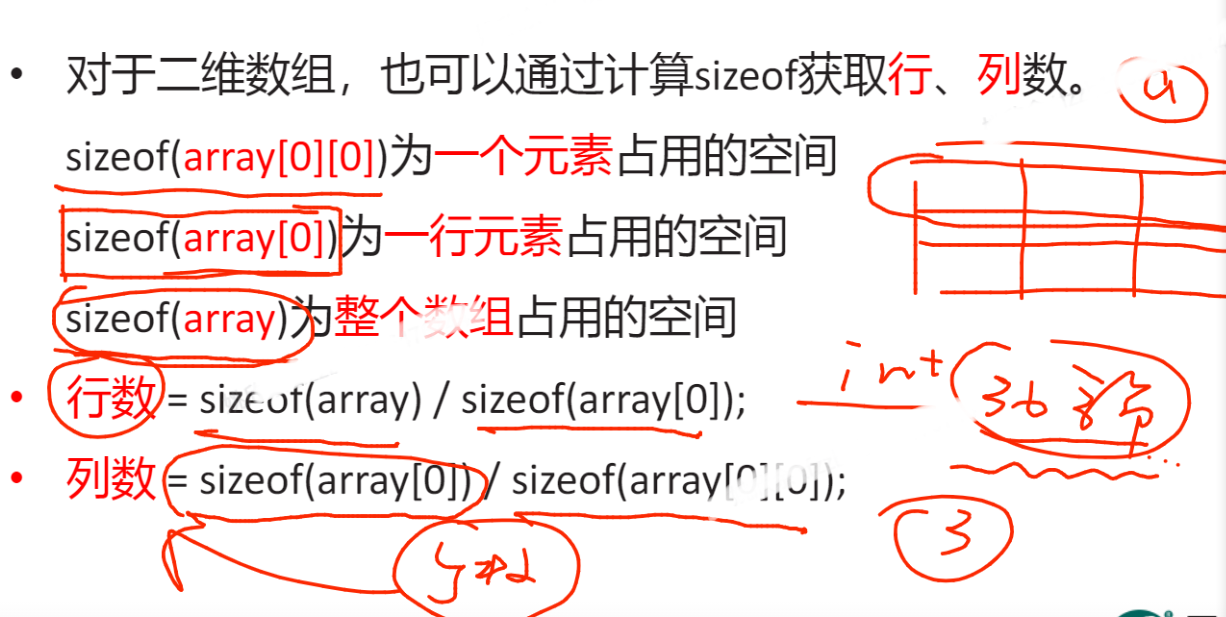 • 对于二维数组，也可以通过计算sizeof获取行、列数。
sizeof(array[0][0])为一个元素占用的空间
sizeof(array[0])为一行元素占用的空间
sizeof(array)为整个数组占用的空间
int 36字节
• 行数 = sizeof(array) / sizeof(array[0]);
• 列数 = sizeof(array[0]) / sizeof(array[0][0]);
3